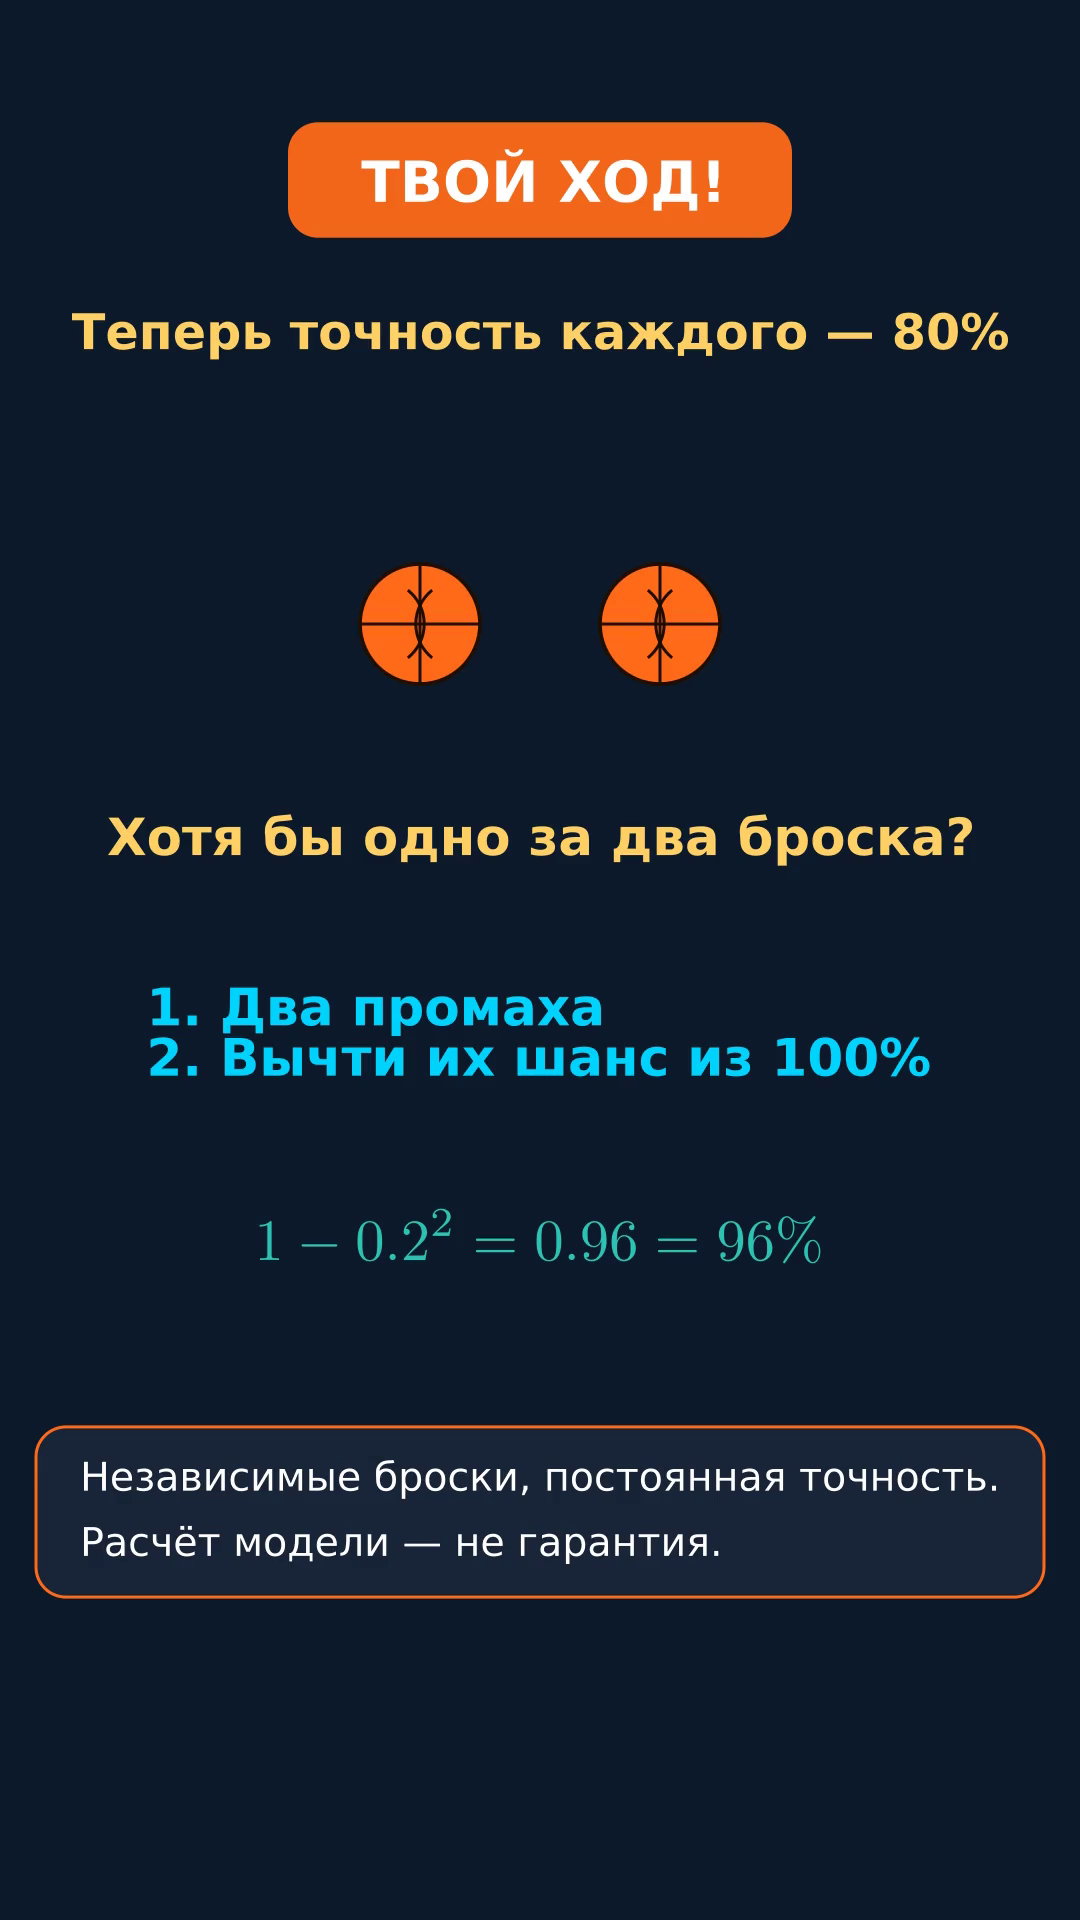 ТВОЙ ХОД!
Теперь точность каждого — 80%
Хотя бы одно за два броска?
1. Два промаха
2. Вычти их шанс из 100%
1 − 0.2² = 0.96 = 96%
Независимые броски, постоянная точность.
Расчёт модели — не гарантия.